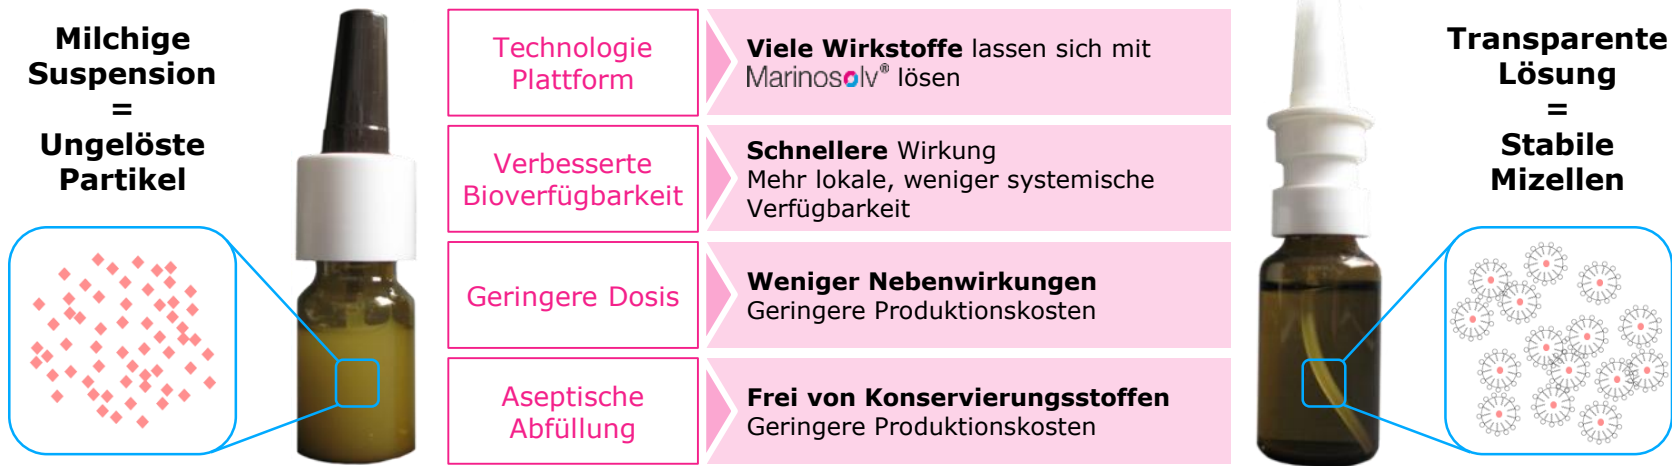 Milchige
Suspension
=
Ungelöste
Partikel
Technologie
Plattform
Viele Wirkstoffe lassen sich mit
Marinosolv® lösen
Verbesserte
Bioverfügbarkeit
Schnellere Wirkung
Mehr lokale, weniger systemische
Verfügbarkeit
Geringere Dosis
Weniger Nebenwirkungen
Geringere Produktionskosten
Aseptische
Abfüllung
Frei von Konservierungsstoffen
Geringere Produktionskosten
Transparente
Lösung
=
Stabile
Mizellen